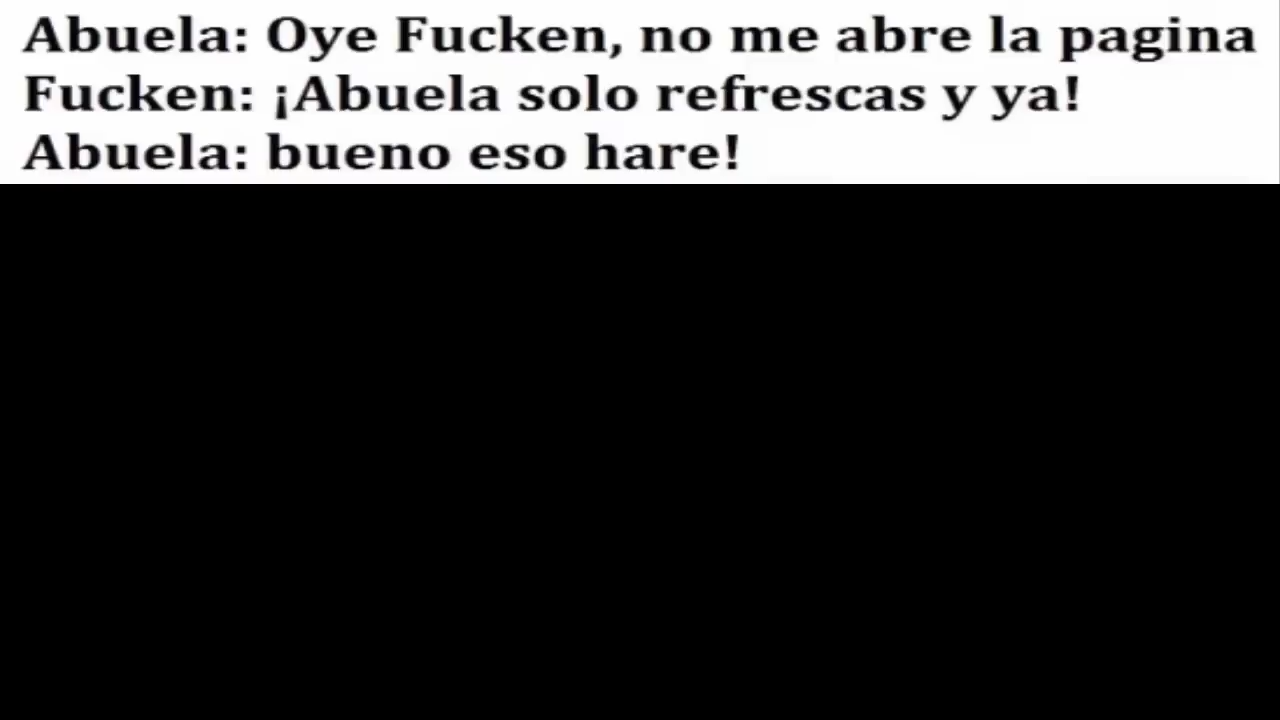 Abuela: Oye Fucken, no me abre la pagina
Fucken: ¡Abuela solo refrescas y ya!
Abuela: bueno eso hare!